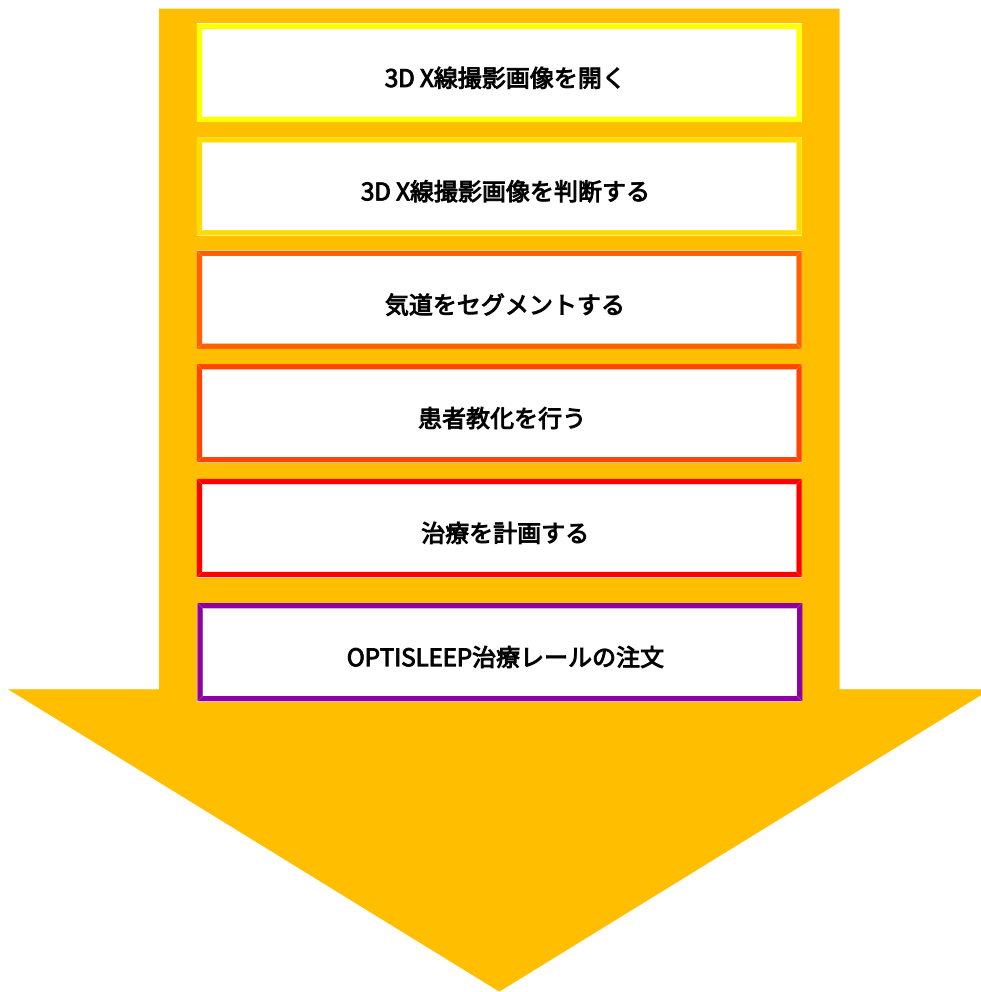 3D X線撮影画像を開く
3D X線撮影画像を判断する
気道をセグメントする
患者教化を行う
治療を計画する
OPTISLEEP治療レールの注文